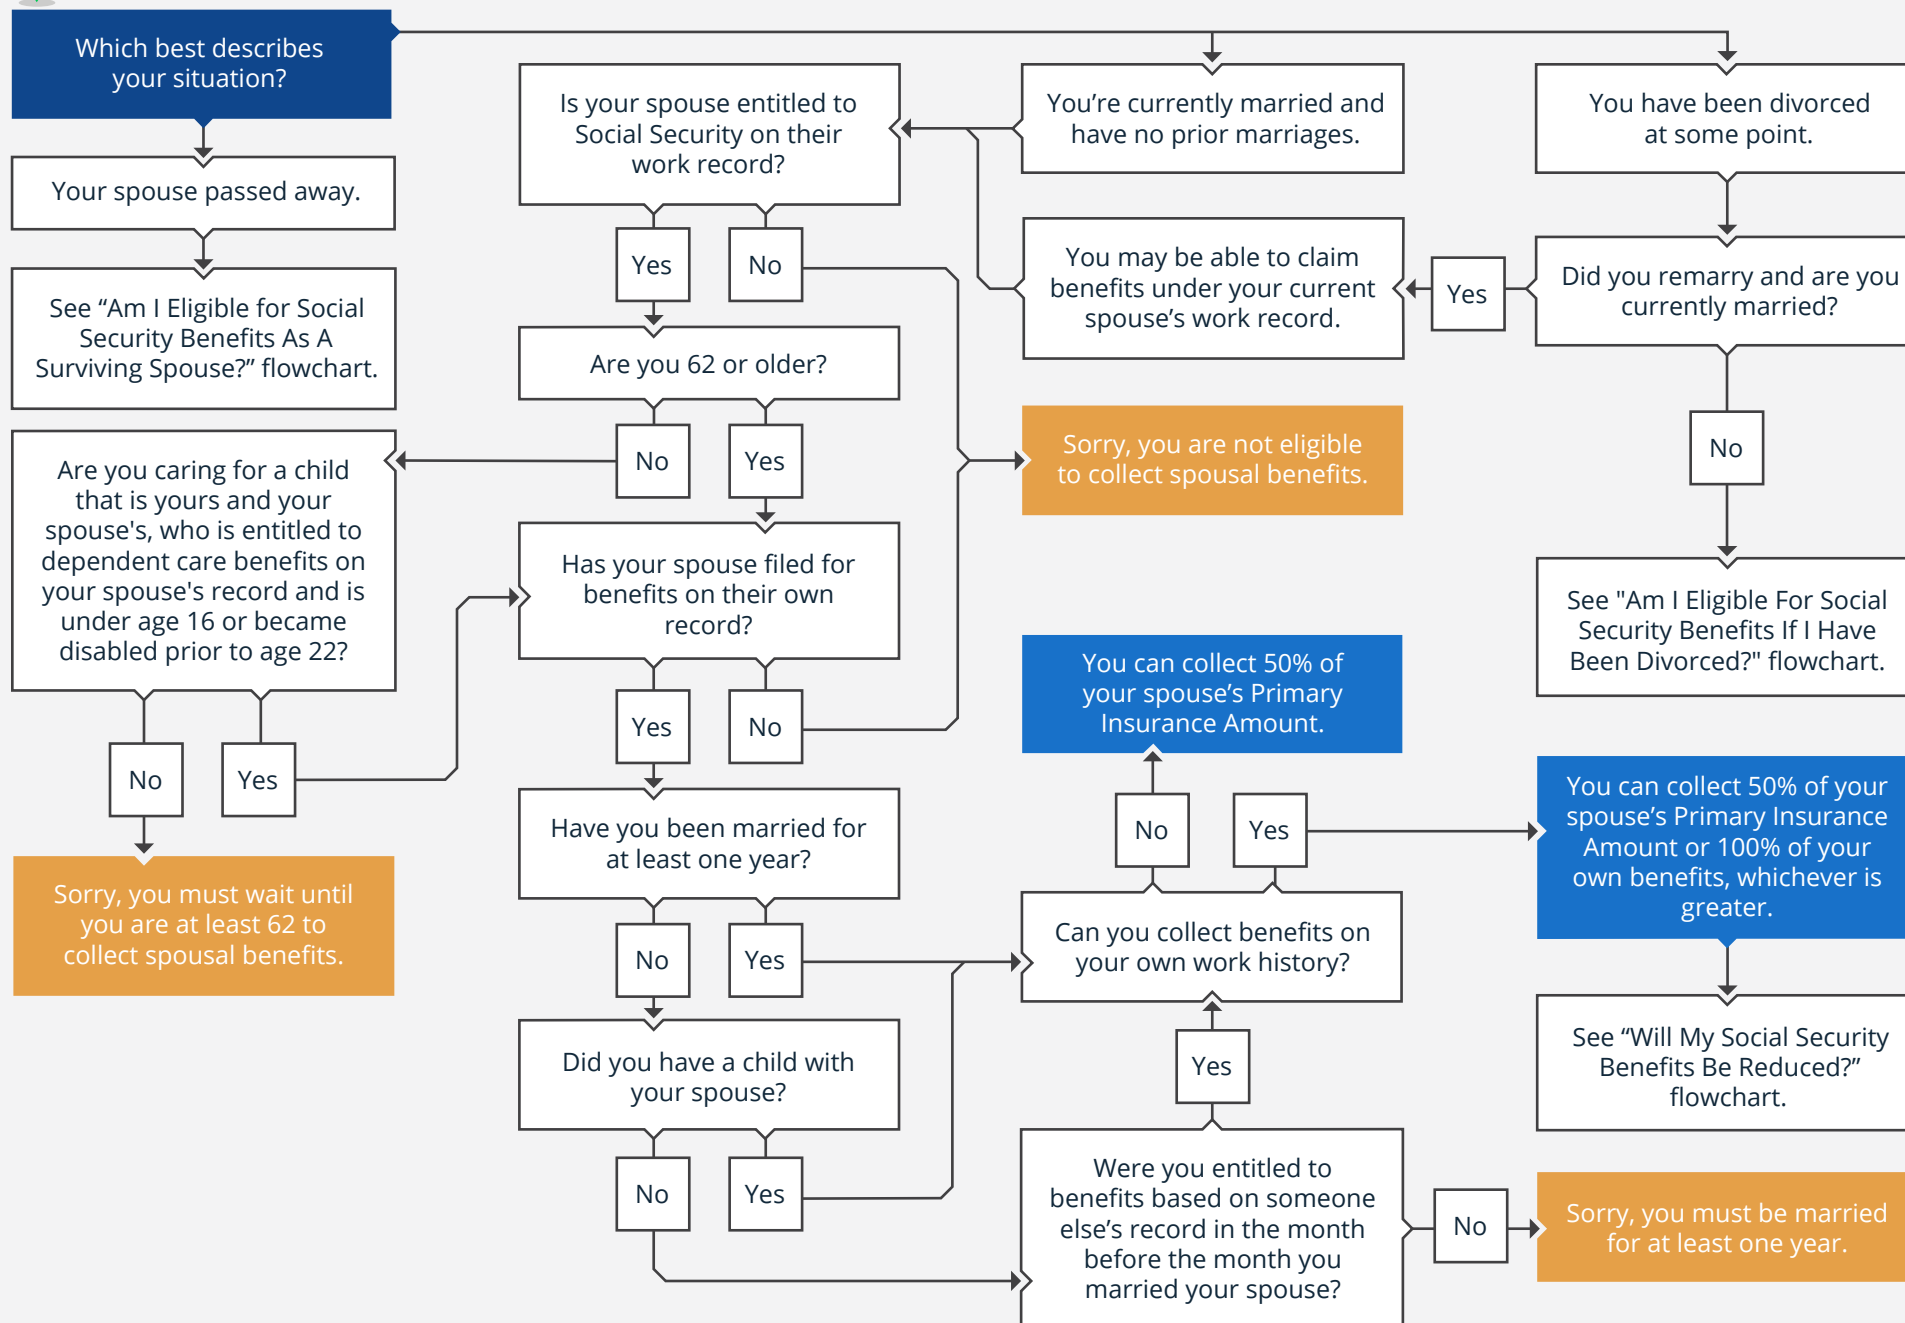 Which best describes
your situation?
Your spouse passed away.
See “Am I Eligible for Social
Security Benefits As A
Surviving Spouse?” flowchart.
Are you caring for a child
that is yours and your
spouse's, who is entitled to
dependent care benefits on
your spouse's record and is
under age 16 or became
disabled prior to age 22?
No
Yes
Sorry, you must wait until
you are at least 62 to
collect spousal benefits.
Is your spouse entitled to
Social Security on their
work record?
Yes
No
Are you 62 or older?
No
Yes
Has your spouse filed for
benefits on their own
record?
Yes
No
Have you been married for
at least one year?
No
Yes
Did you have a child with
your spouse?
No
Yes
You’re currently married and
have no prior marriages.
You may be able to claim
benefits under your current
spouse’s work record.
Yes
Sorry, you are not eligible
to collect spousal benefits.
You can collect 50% of
your spouse’s Primary
Insurance Amount.
No
Yes
Can you collect benefits on
your own work history?
Yes
Were you entitled to
benefits based on someone
else’s record in the month
before the month you
married your spouse?
No
You have been divorced
at some point.
Did you remarry and are you
currently married?
No
See "Am I Eligible For Social
Security Benefits If I Have
Been Divorced?" flowchart.
You can collect 50% of your
spouse’s Primary Insurance
Amount or 100% of your
own benefits, whichever is
greater.
See “Will My Social Security
Benefits Be Reduced?”
flowchart.
Sorry, you must be married
for at least one year.